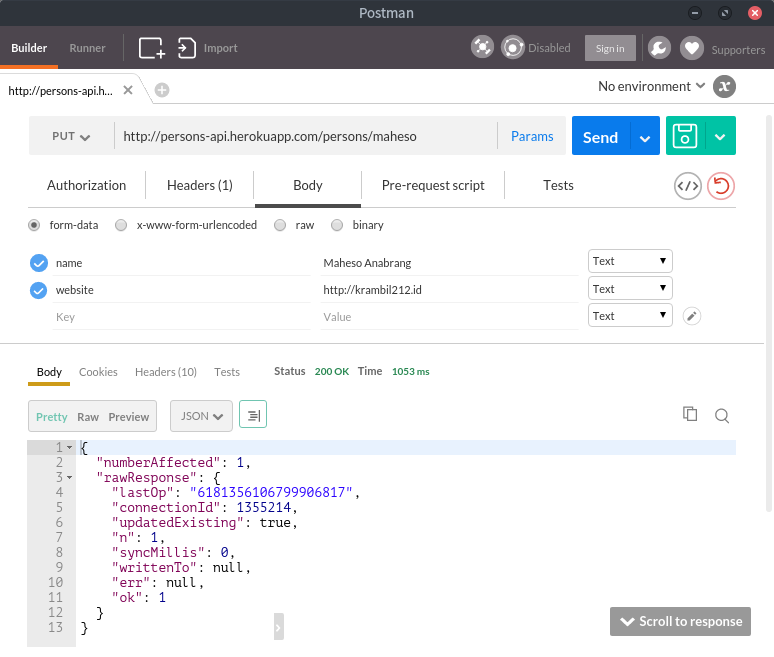 Postman
Builder Runner Import Disabled Sign in Supporters
http://persons-api.h... No environment
PUT http://persons-api.herokuapp.com/persons/maheso Params Send
Authorization Headers (1) Body Pre-request script Tests
form-data x-www-form-urlencoded raw binary
name Maheso Anabrang Text
website http://krambil212.id Text
Key Value Text
Body Cookies Headers (10) Tests Status 200 OK Time 1053 ms
Pretty Raw Preview JSON
1 {
2 "numberAffected": 1,
3 "rawResponse": {
4 "lastOp": "6181356106799906817",
5 "connectionId": 1355214,
6 "updatedExisting": true,
7 "n": 1,
8 "syncMillis": 0,
9 "writtenTo": null,
10 "err": null,
11 "ok": 1
12 }
13 }
Scroll to response